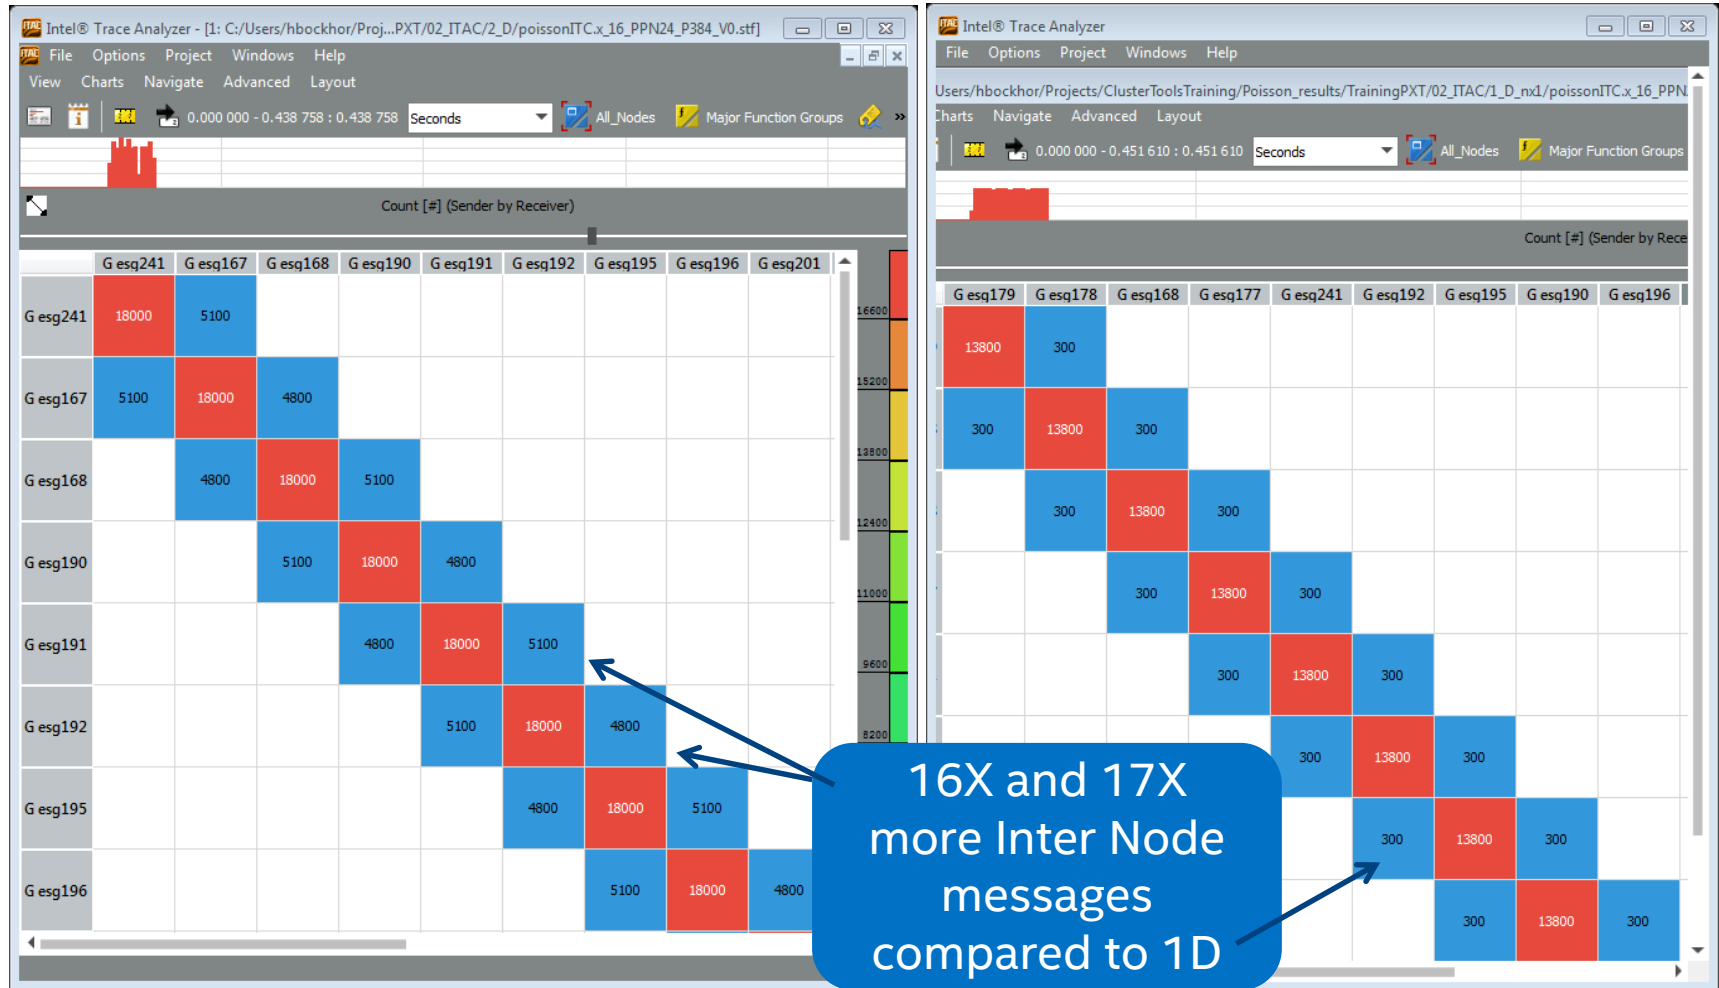 Intel® Trace Analyzer - [1: C:/Users/hbockhor/Proj...PXT/02_ITAC/2_D/poissonITC.x_16_PPN24_P384_V0.stf]
File Options Project Windows Help
View Charts Navigate Advanced Layout
0.000 000 - 0.438 758 : 0.438 758 Seconds All_Nodes Major Function Groups »
Count [#] (Sender by Receiver)
G esg241 G esg167 G esg168 G esg190 G esg191 G esg192 G esg195 G esg196 G esg201
G esg241 18000 5100
G esg167 5100 18000 4800
G esg168 4800 18000 5100
G esg190 5100 18000 4800
G esg191 4800 18000 5100
G esg192 5100 18000 4800
G esg195 4800 18000 5100
G esg196 5100 18000 4800
16600
15200
13800
12400
11000
9600
8200
Intel® Trace Analyzer
File Options Project Windows Help
Users/hbockhor/Projects/ClusterToolsTraining/Poisson_results/TrainingPXT/02_ITAC/1_D_nx1/poissonITC.x_16_PPN
Charts Navigate Advanced Layout
0.000 000 - 0.451 610 : 0.451 610 Seconds All_Nodes Major Function Groups
Count [#] (Sender by Rece
G esg179 G esg178 G esg168 G esg177 G esg241 G esg192 G esg195 G esg190 G esg196
13800 300
300 13800 300
300 13800 300
300 13800 300
300 13800 300
300 13800 300
300 13800 300
300 13800 300
16X and 17X
more Inter Node
messages
compared to 1D